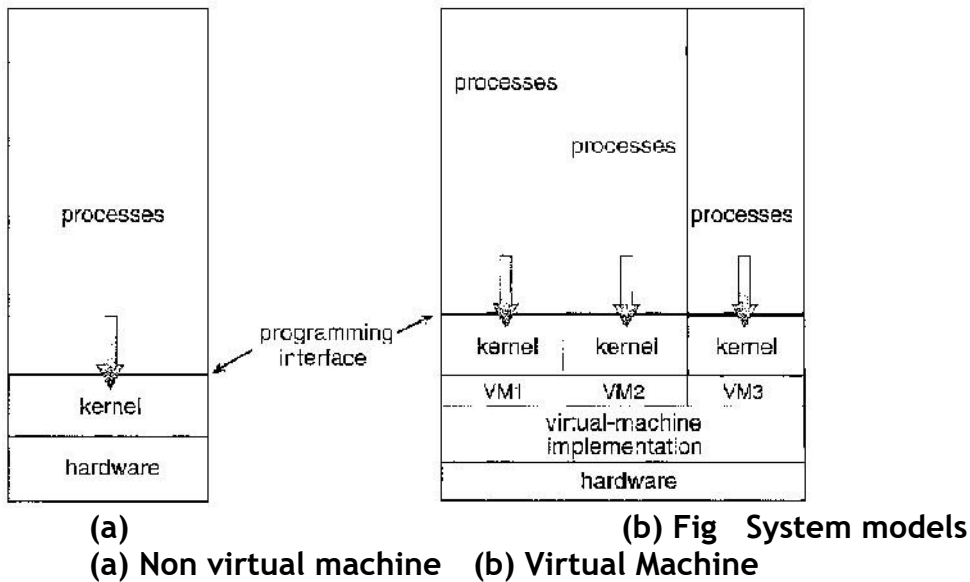 processes
kernel
hardware
programming
interface
processes
processes
processes
kernel kernel kernel
VM1 VM2 VM3
virtual-machine
implementation
hardware
(a) (b) Fig System models
(a) Non virtual machine (b) Virtual Machine